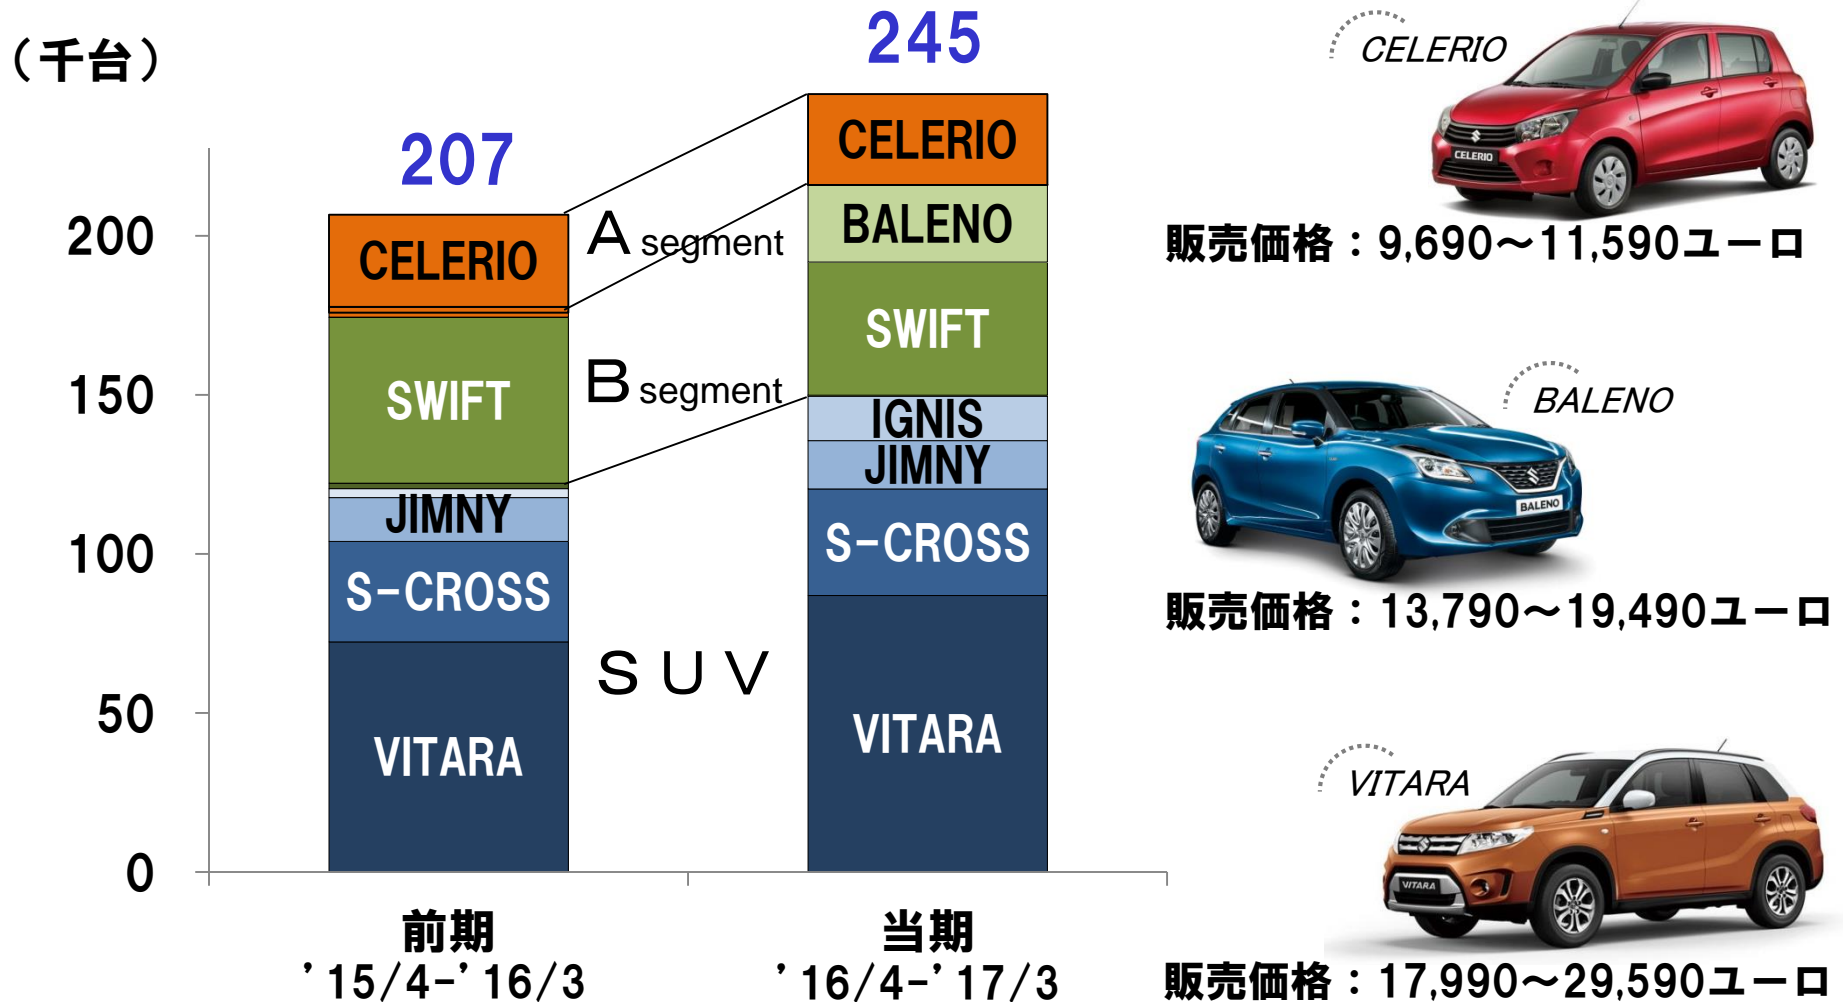 （千台）
207
245
200
150
100
50
0
CELERIO
SWIFT
JIMNY
S-CROSS
VITARA
A segment
B segment
SUV
CELERIO
BALENO
SWIFT
IGNIS
JIMNY
S-CROSS
VITARA
前期
'15/4-'16/3
当期
'16/4-'17/3
CELERIO
CELERIO
販売価格：9,690～11,590ユーロ
BALENO
BALENO
販売価格：13,790～19,490ユーロ
VITARA
VITARA
販売価格：17,990～29,590ユーロ